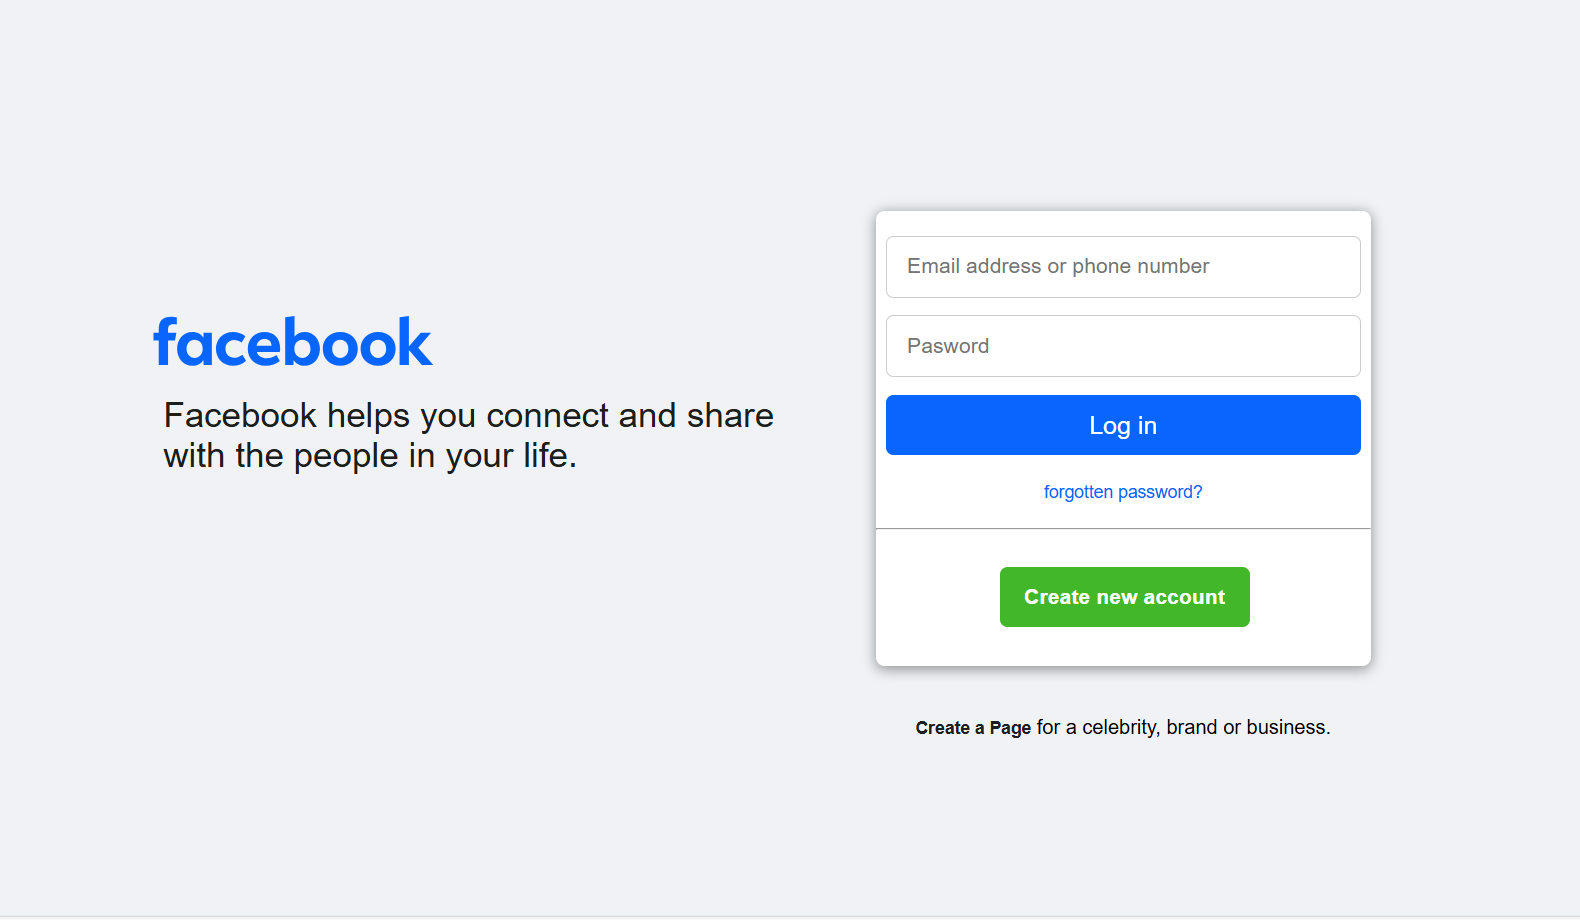 facebook
Facebook helps you connect and share
with the people in your life.
Email address or phone number
Pasword
Log in
forgotten password?
Create new account
Create a Page for a celebrity, brand or business.